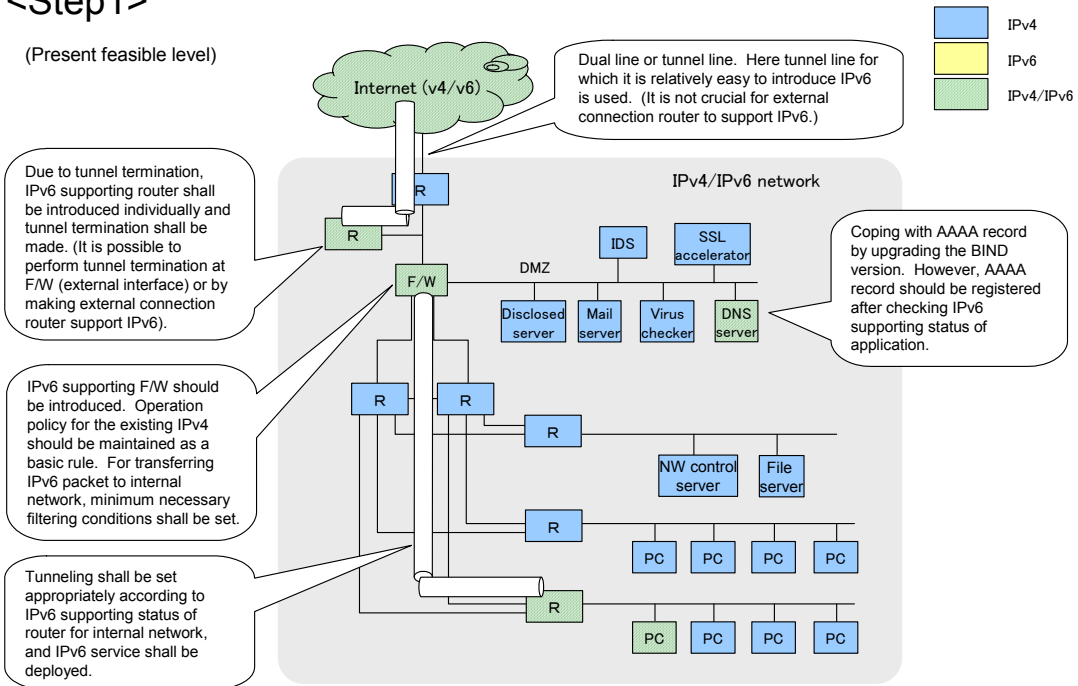 <Step1>
(Present feasible level)
IPv4
IPv6
IPv4/IPv6
Internet (v4/v6)
Dual line or tunnel line. Here tunnel line for
which it is relatively easy to introduce IPv6
is used. (It is not crucial for external
connection router to support IPv6.)
Due to tunnel termination,
IPv6 supporting router shall
be introduced individually and
tunnel termination shall be
made. (It is possible to
perform tunnel termination at
F/W (external interface) or by
making external connection
router support IPv6).
R
R
IPv4/IPv6 network
F/W
DMZ
IDS
SSL
accelerator
Disclosed
server
Mail
server
Virus
checker
DNS
server
Coping with AAAA record
by upgrading the BIND
version. However, AAAA
record should be registered
after checking IPv6
supporting status of
application.
IPv6 supporting F/W should
be introduced. Operation
policy for the existing IPv4
should be maintained as a
basic rule. For transferring
IPv6 packet to internal
network, minimum necessary
filtering conditions shall be set.
R
R
R
NW control
server
File
server
R
PC
PC
PC
PC
Tunneling shall be set
appropriately according to
IPv6 supporting status of
router for internal network,
and IPv6 service shall be
deployed.
R
PC
PC
PC
PC